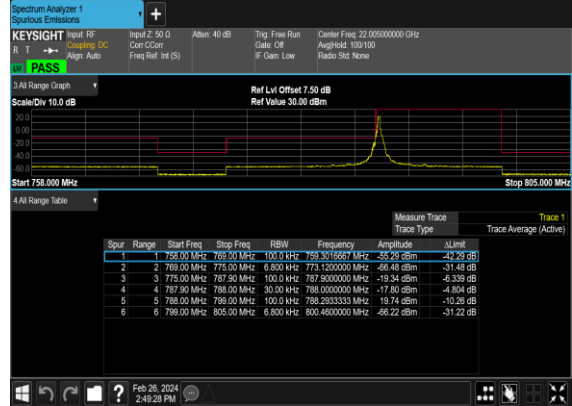 Spectrum Analyzer 1
Spurious Emissions
+
KEYSIGHT Input: RF Input Z: 50 Ω Atten: 40 dB Trig: Free Run Center Freq: 22.005000000 GHz
R T Coupling: DC Corr CCorr Gate: Off Avg|Hold: 100/100
Align: Auto Freq Ref: Int (S) IF Gain: Low Radio Std: None
PASS
3 All Range Graph
Ref Lvl Offset 7.50 dB
Scale/Div 10.0 dB Ref Value 30.00 dBm
20.0
0.00
-20.0
-40.0
-60.0
Start 758.000 MHz Stop 805.000 MHz
4 All Range Table
Measure Trace Trace 1
Trace Type Trace Average (Active)
Spur Range Start Freq Stop Freq RBW Frequency Amplitude ΔLimit
1 1 758.00 MHz 769.00 MHz 100.0 kHz 759.3016667 MHz -55.29 dBm -42.29 dB
2 2 769.00 MHz 775.00 MHz 6.800 kHz 773.1200000 MHz -66.48 dBm -31.48 dB
3 3 775.00 MHz 787.90 MHz 100.0 kHz 787.9000000 MHz -19.34 dBm -6.339 dB
4 4 787.90 MHz 788.00 MHz 30.00 kHz 788.0000000 MHz -17.80 dBm -4.804 dB
5 5 788.00 MHz 799.00 MHz 100.0 kHz 788.2933333 MHz 19.74 dBm -10.26 dB
6 6 799.00 MHz 805.00 MHz 6.800 kHz 800.4600000 MHz -66.22 dBm -31.22 dB
? Feb 26, 2024
2:49:28 PM